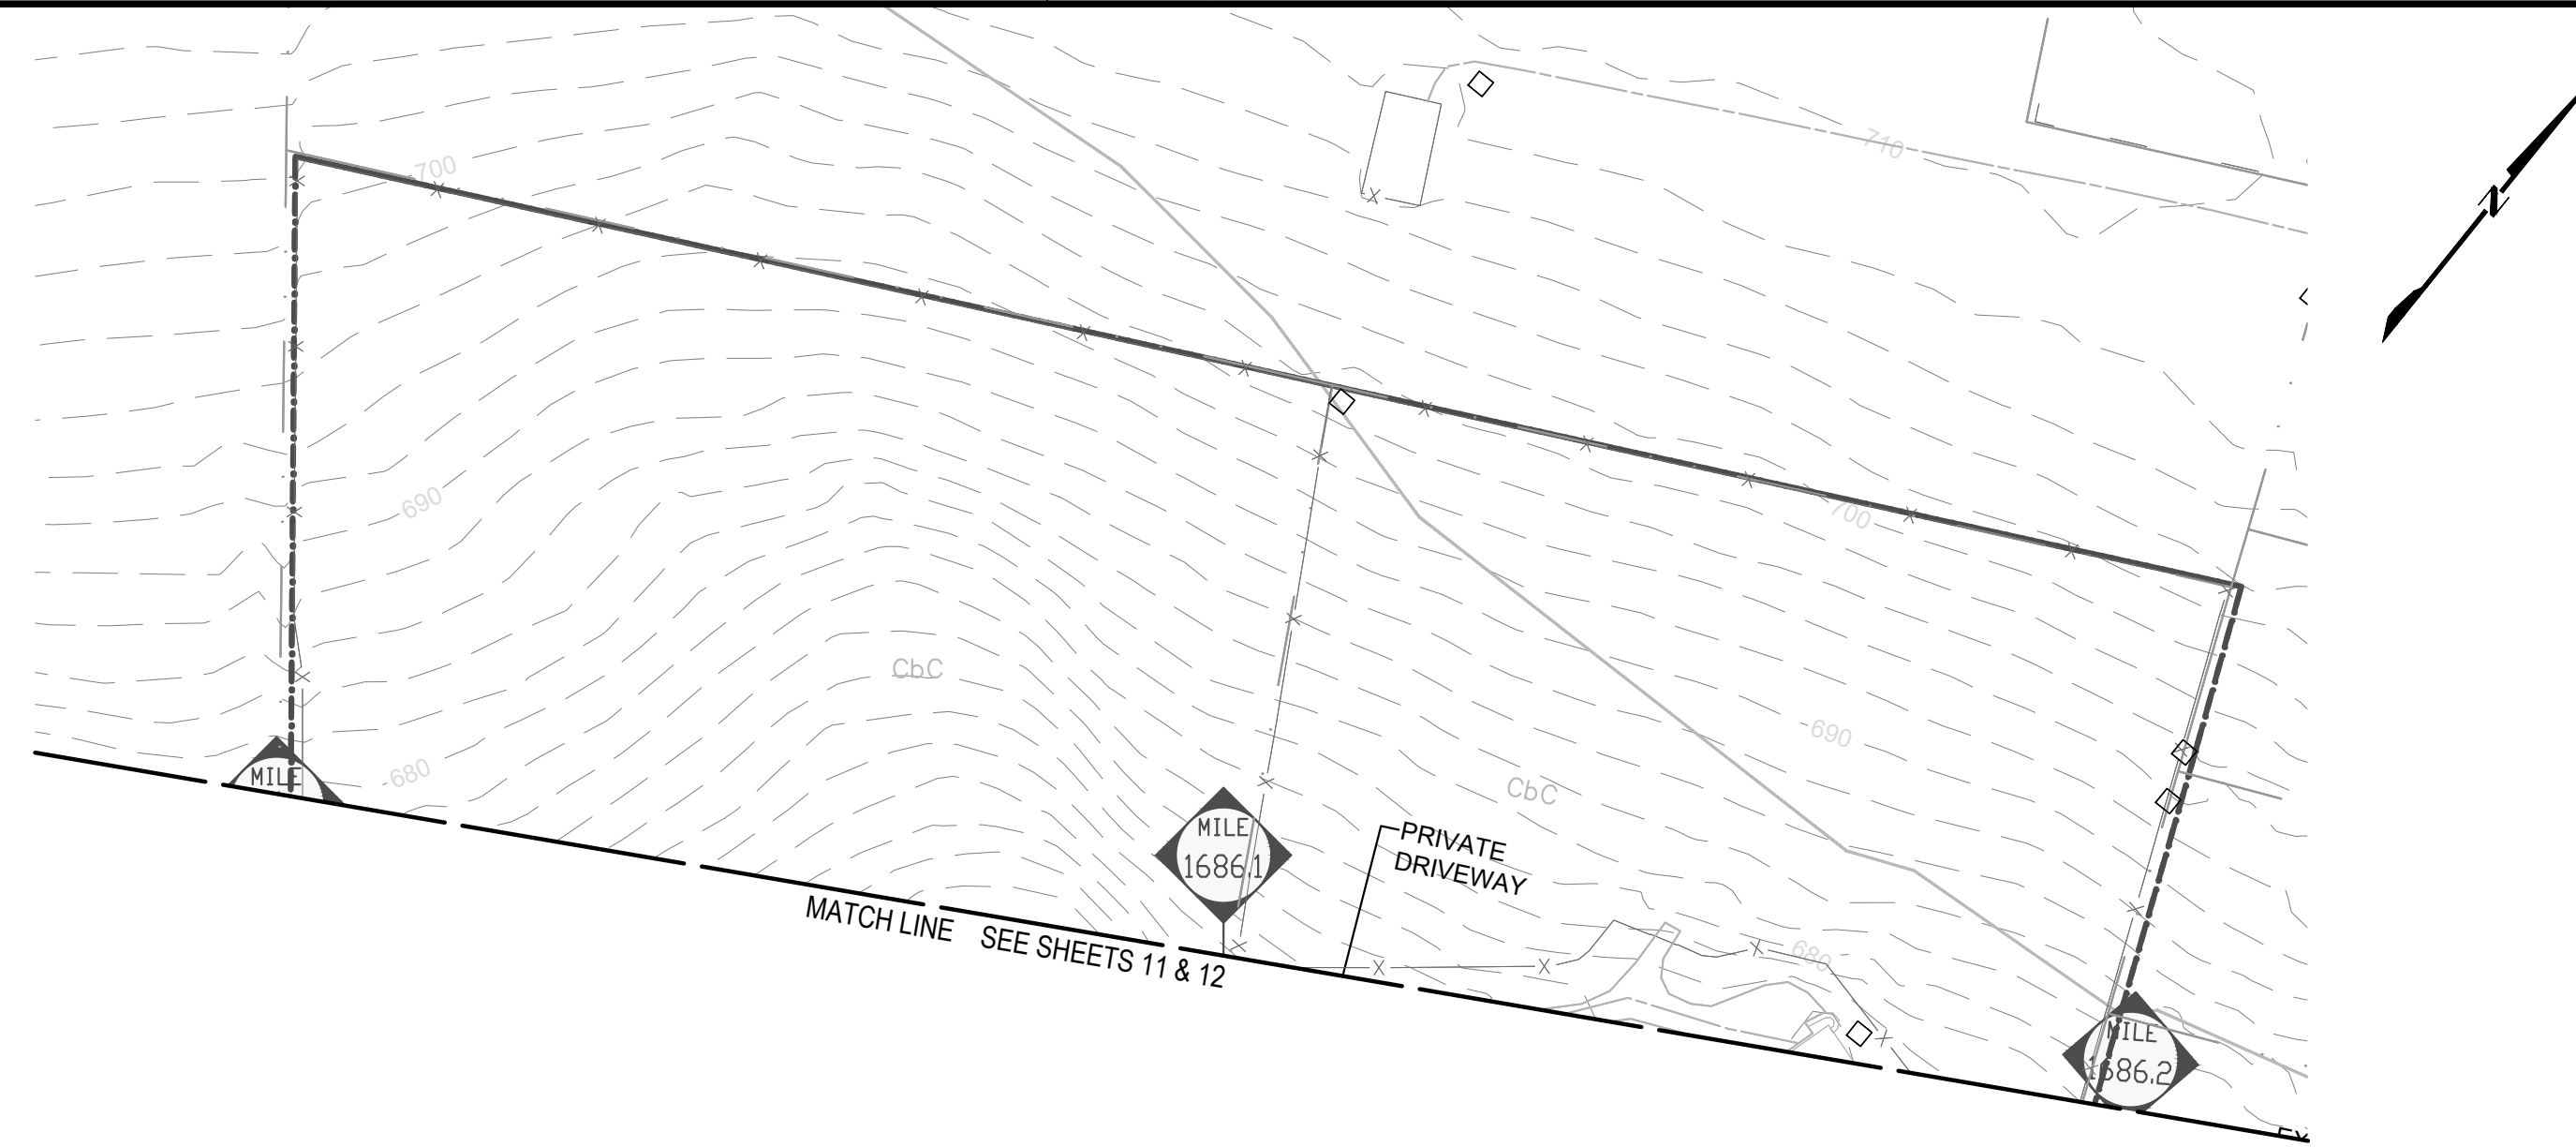 710
N
700
700
690
CbC
690
CbC
680
MILE
MILE
1686.1
PRIVATE
DRIVEWAY
MATCH LINE SEE SHEETS 11 & 12
680
MILE
1686.2